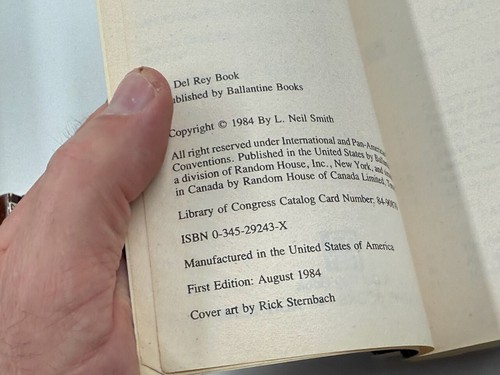 Del Rey Book
ublished by Ballantine Books
Copyright © 1984 By L. Neil Smith
All right reserved under International and Pan-American
Conventions. Published in the United States by
a division of Random House, Inc., New York, and
in Canada by Random House of Canada Limited,
Library of Congress Catalog Card Number: 84-90
ISBN 0-345-29243-X
Manufactured in the United States of America
First Edition: August 1984
Cover art by Rick Sternbach